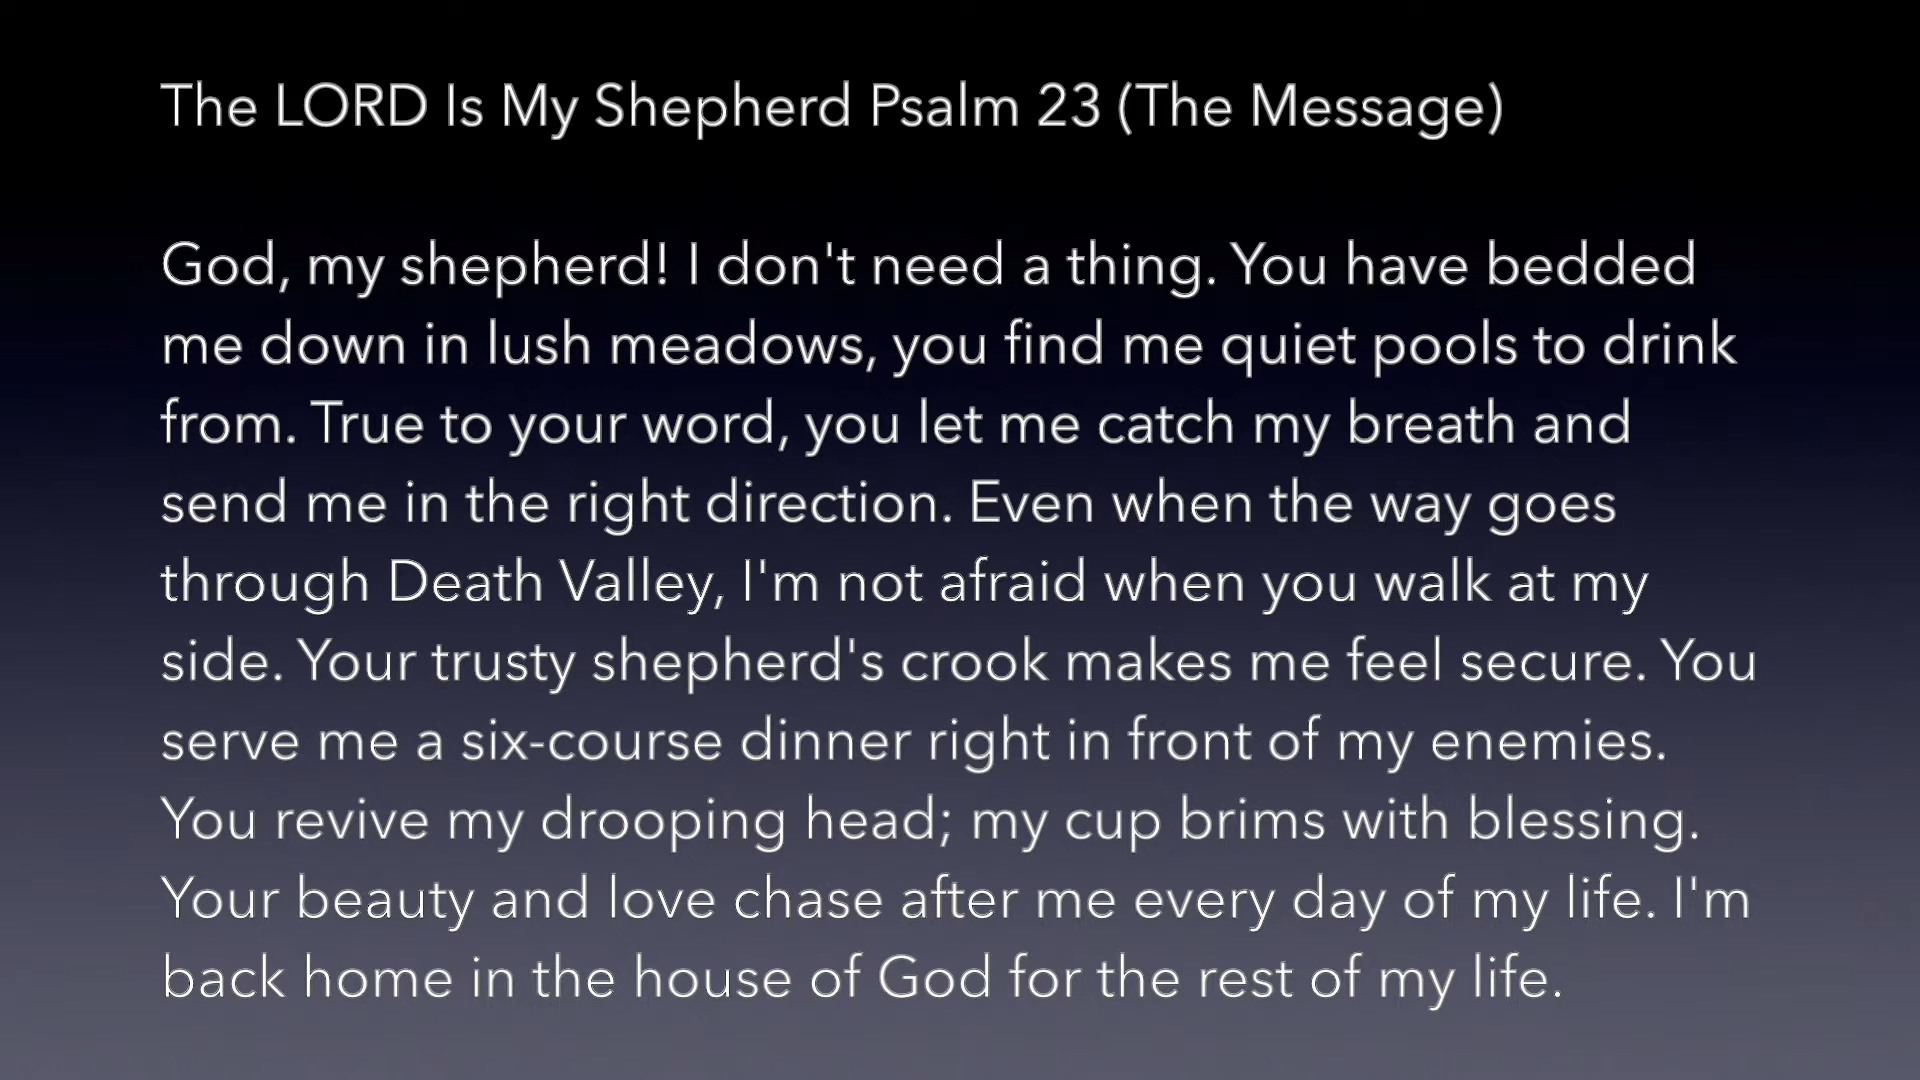 The LORD Is My Shepherd Psalm 23 (The Message)
God, my shepherd! I don't need a thing. You have bedded
me down in lush meadows, you find me quiet pools to drink
from. True to your word, you let me catch my breath and
send me in the right direction. Even when the way goes
through Death Valley, I'm not afraid when you walk at my
side. Your trusty shepherd's crook makes me feel secure. You
serve me a six-course dinner right in front of my enemies.
You revive my drooping head; my cup brims with blessing.
Your beauty and love chase after me every day of my life. I'm
back home in the house of God for the rest of my life.